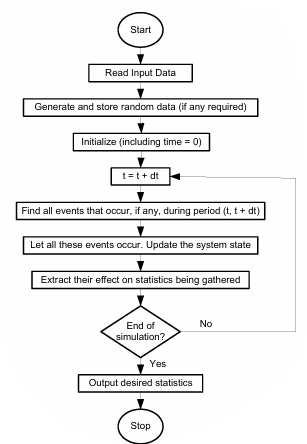 Start
Read Input Data
Generate and store random data (if any required)
Initialize (including time = 0)
t = t + dt
Find all events that occur, if any, during period (t, t + dt)
Let all these events occur. Update the system state
Extract their effect on statistics being gathered
End of
simulation?
No
Yes
Output desired statistics
Stop